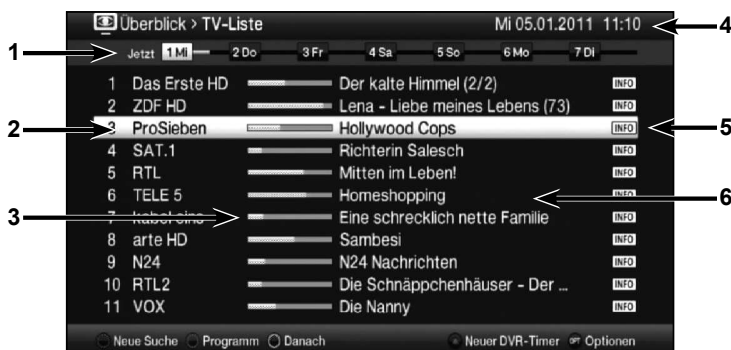 Überblick > TV-Liste Mi 05.01.2011 11:10
4
1
Jetzt 1 Mi 2 Do 3 Fr 4 Sa 5 So 6 Mo 7 Di
1 Das Erste HD Der kalte Himmel (2/2) INFO
2 ZDF HD Lena - Liebe meines Lebens (73) INFO
2
3 ProSieben Hollywood Cops INFO
5
4 SAT.1 Richterin Salesch INFO
5 RTL Mitten im Leben! INFO
6 TELE 5 Homeshopping INFO
6
3
7 kabel eins Eine schrecklich nette Familie INFO
8 arte HD Sambesi INFO
9 N24 N24 Nachrichten INFO
10 RTL2 Die Schnäppchenhäuser - Der ... INFO
11 VOX Die Nanny INFO
Neue Suche Programm Danach Neuer DVR-Timer OPT Optionen